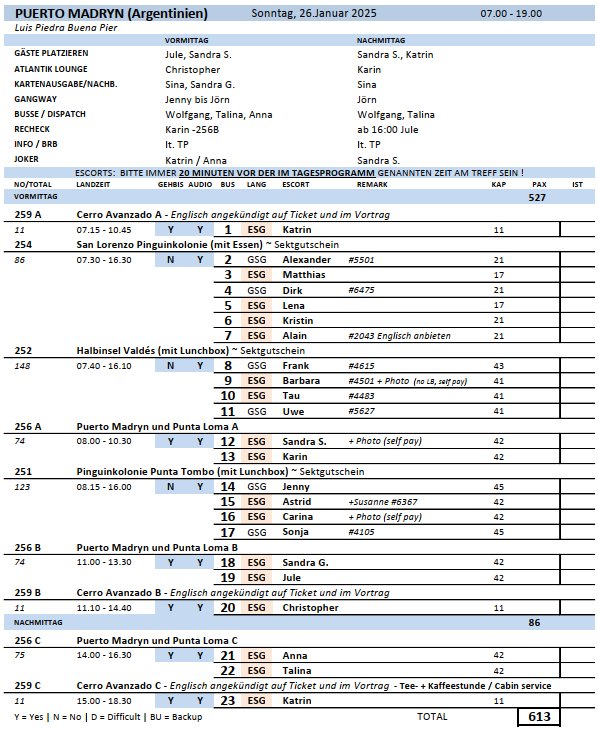 PUERTO MADRYN (Argentinien) Sonntag, 26.Januar 2025 07.00 - 19.00
Luis Piedra Buena Pier
VORMITTAG NACHMITTAG
GÄSTE PLATZIEREN Jule, Sandra S. Sandra S., Katrin
ATLANTIK LOUNGE Christopher Karin
KARTENAUSGABE/NACHB. Sina, Sandra G. Sina
GANGWAY Jenny bis Jörn Jörn
BUSSE / DISPATCH Wolfgang, Talina, Anna Wolfgang, Talina
RECHECK Karin -256B ab 16:00 Jule
INFO / BRB lt. TP lt. TP
JOKER Katrin / Anna Sandra S.
ESCORTS: BITTE IMMER 20 MINUTEN VOR DER IM TAGESPROGRAMM GENANNTEN ZEIT AM TREFF SEIN !
NO/TOTAL LANDZEIT GEHBIS AUDIO BUS LANG ESCORT REMARK KAP PAX IST
VORMITTAG 527
259 A Cerro Avanzado A - Englisch angekündigt auf Ticket und im Vortrag
11 07.15 - 10.45 Y Y 1 ESG Katrin 11
254 San Lorenzo Pinguinkolonie (mit Essen) ~ Sektgutschein
86 07.30 - 16.30 N Y 2 GSG Alexander #5501 21
3 ESG Matthias 17
4 GSG Dirk #6475 21
5 ESG Lena 17
6 ESG Kristin 21
7 ESG Alain #2043 Englisch anbieten 21
252 Halbinsel Valdés (mit Lunchbox) ~ Sektgutschein
148 07.40 - 16.10 N Y 8 GSG Frank #4615 43
9 ESG Barbara #4501 + Photo (no LB, self pay) 41
10 ESG Tau #4483 41
11 GSG Uwe #5627 41
256 A Puerto Madryn und Punta Loma A
74 08.00 - 10.30 Y Y 12 ESG Sandra S. + Photo (self pay) 42
13 ESG Karin 42
251 Pinguinkolonie Punta Tombo (mit Lunchbox) ~ Sektgutschein
123 08.15 - 16.00 N Y 14 GSG Jenny 45
15 ESG Astrid +Susanne #6367 42
16 ESG Carina + Photo (self pay) 42
17 GSG Sonja #4105 45
256 B Puerto Madryn und Punta Loma B
74 11.00 - 13.30 Y Y 18 ESG Sandra G. 42
19 ESG Jule 42
259 B Cerro Avanzado B - Englisch angekündigt auf Ticket und im Vortrag
11 11.10 - 14.40 Y Y 20 ESG Christopher 11
NACHMITTAG 86
256 C Puerto Madryn und Punta Loma C
75 14.00 - 16.30 Y Y 21 ESG Anna 42
22 ESG Talina 42
259 C Cerro Avanzado C - Englisch angekündigt auf Ticket und im Vortrag - Tee- + Kaffeestunde / Cabin service
11 15.00 - 18.30 Y Y 23 ESG Katrin 11
Y = Yes | N = No | D = Difficult | BU = Backup TOTAL 613